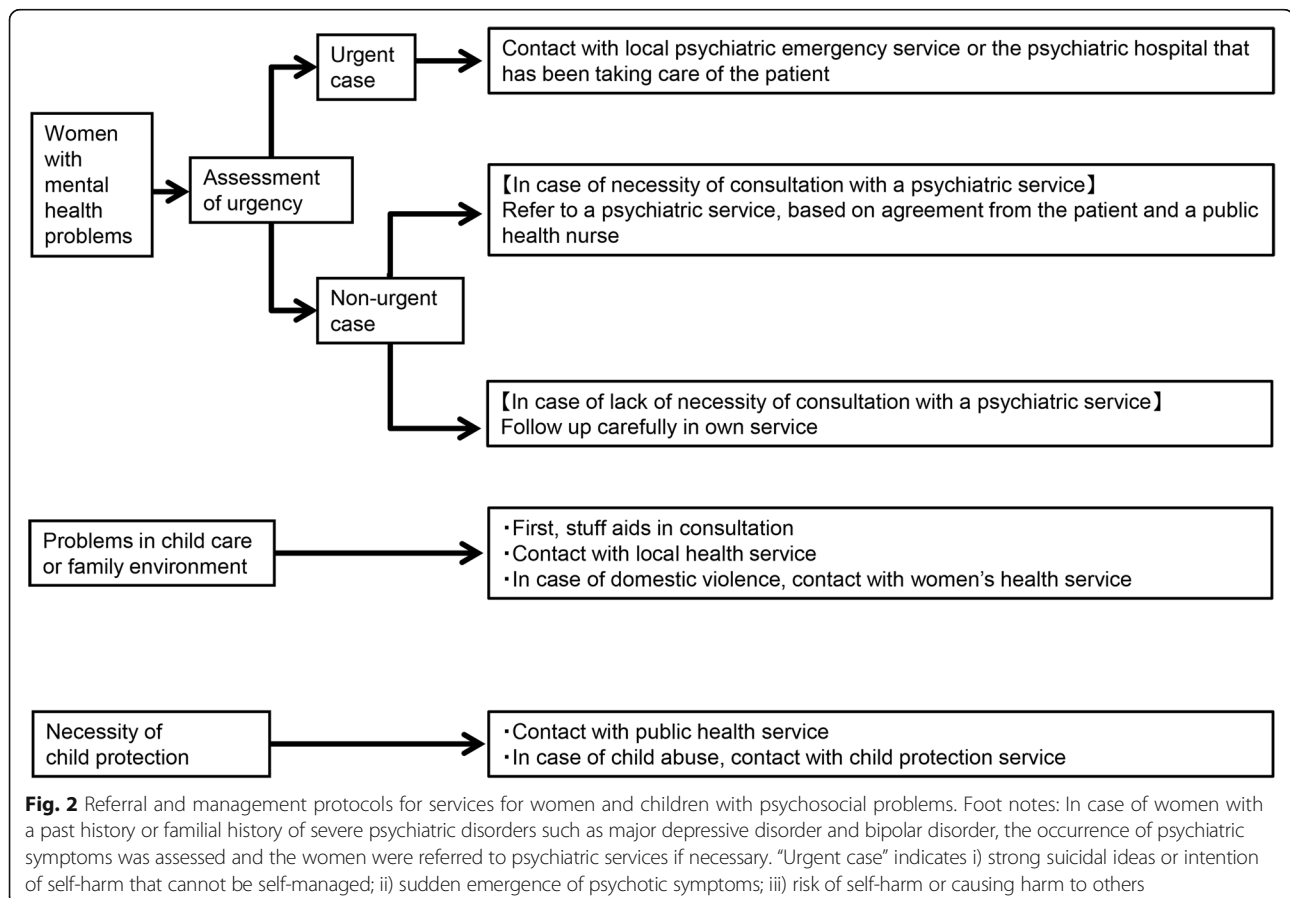 Urgent
case
Contact with local psychiatric emergency service or the psychiatric hospital that
has been taking care of the patient
Women
with
mental
health
problems
Assessment
of urgency
【In case of necessity of consultation with a psychiatric service】
Refer to a psychiatric service, based on agreement from the patient and a public
health nurse
Non-urgent
case
【In case of lack of necessity of consultation with a psychiatric service】
Follow up carefully in own service
Problems in child care
or family environment
・First, stuff aids in consultation
・Contact with local health service
・In case of domestic violence, contact with women’s health service
Necessity of
child protection
・Contact with public health service
・In case of child abuse, contact with child protection service
Fig. 2 Referral and management protocols for services for women and children with psychosocial problems. Foot notes: In case of women with
a past history or familial history of severe psychiatric disorders such as major depressive disorder and bipolar disorder, the occurrence of psychiatric
symptoms was assessed and the women were referred to psychiatric services if necessary. “Urgent case” indicates i) strong suicidal ideas or intention
of self-harm that cannot be self-managed; ii) sudden emergence of psychotic symptoms; iii) risk of self-harm or causing harm to others